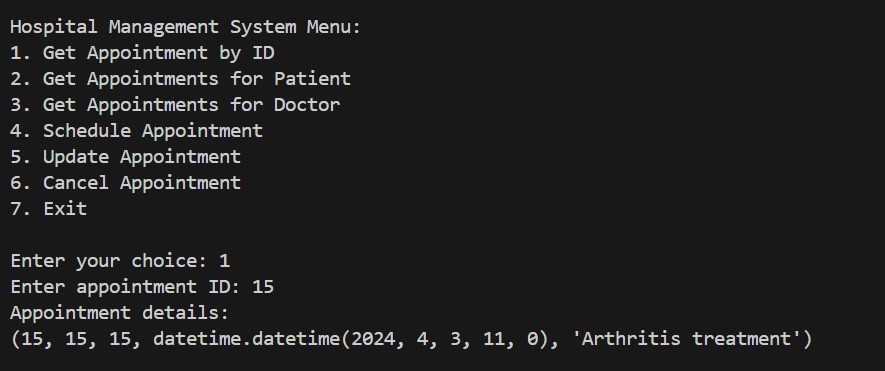 Hospital Management System Menu:
1. Get Appointment by ID
2. Get Appointments for Patient
3. Get Appointments for Doctor
4. Schedule Appointment
5. Update Appointment
6. Cancel Appointment
7. Exit
Enter your choice: 1
Enter appointment ID: 15
Appointment details:
(15, 15, 15, datetime.datetime(2024, 4, 3, 11, 0), 'Arthritis treatment')